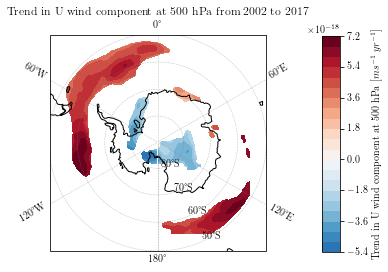 Trend in U wind component at 500 hPa from 2002 to 2017
0°
×10⁻¹⁸
60°W
60°E
7.2
5.4
3.6
1.8
0.0
−1.8
−3.6
−5.4
80°S
70°S
60°S
50°S
120°W
120°E
180°
Trend in U wind component at 500 hPa [ms⁻¹ yr⁻¹]